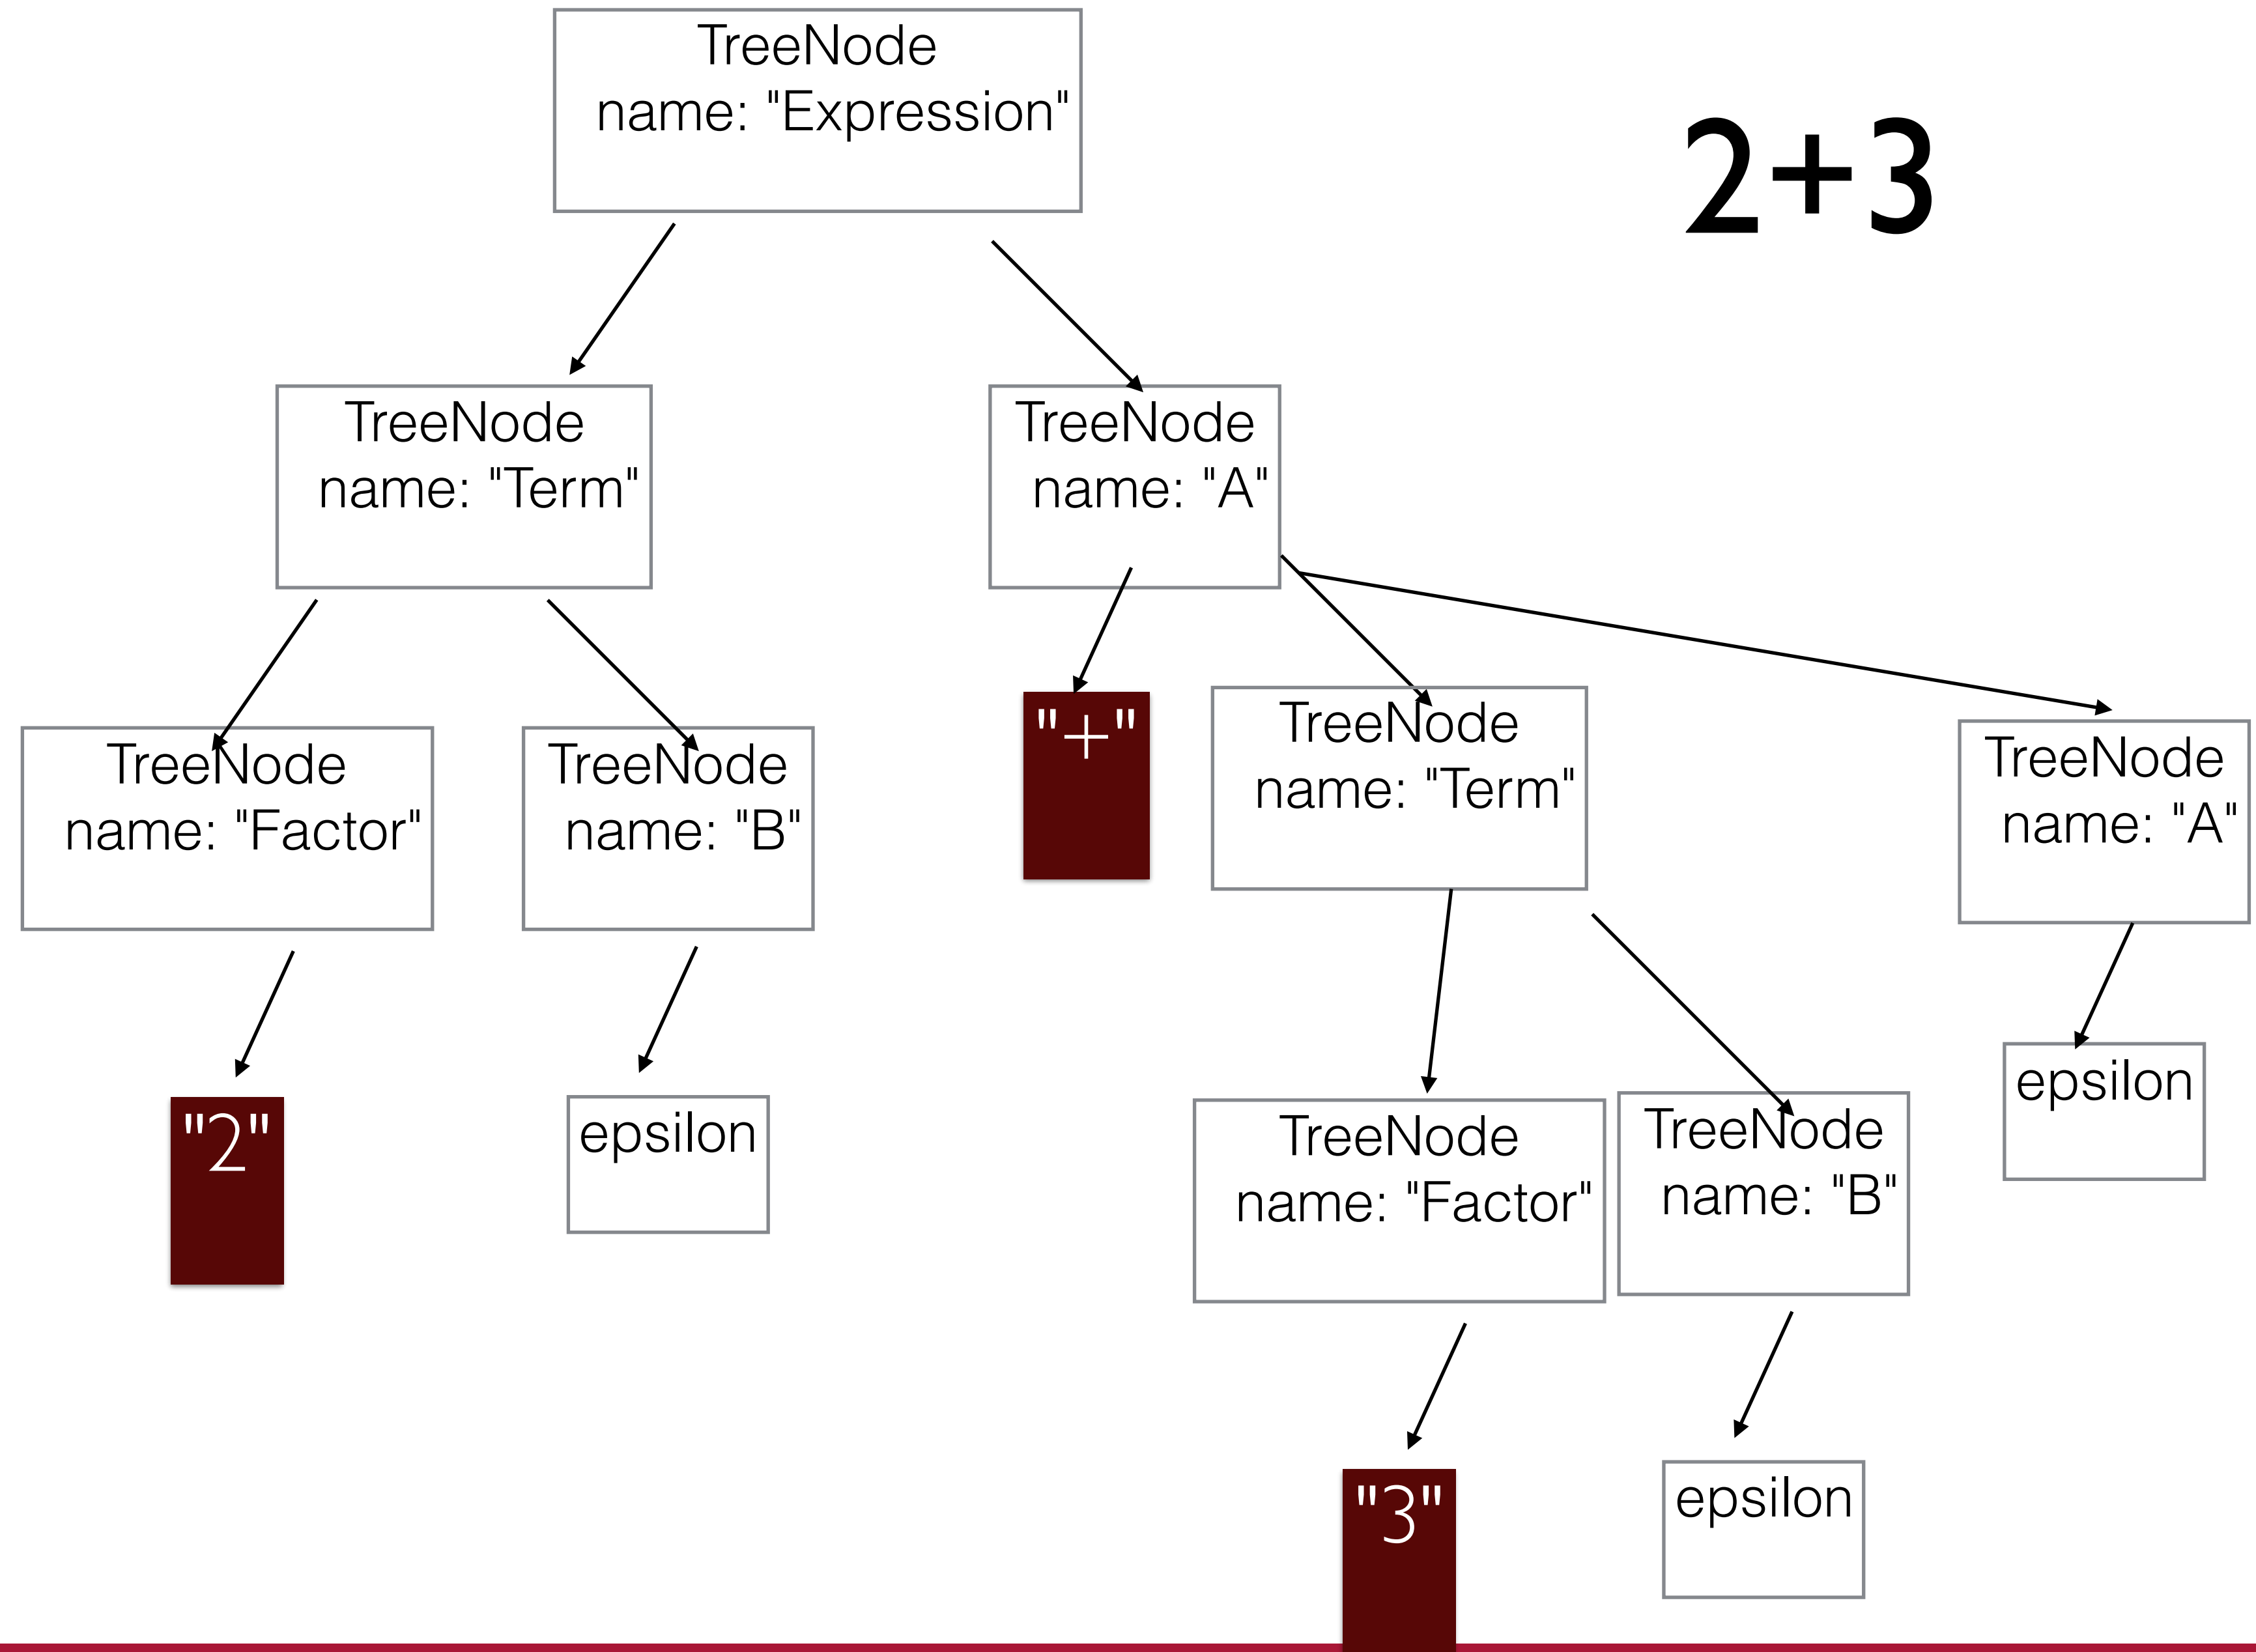 TreeNode
name: "Expression"
2+3
TreeNode
name: "Term"
TreeNode
name: "A"
TreeNode
name: "Factor"
TreeNode
name: "B"
"+"
TreeNode
name: "Term"
TreeNode
name: "A"
"2"
epsilon
TreeNode
name: "Factor"
TreeNode
name: "B"
epsilon
"3"
epsilon